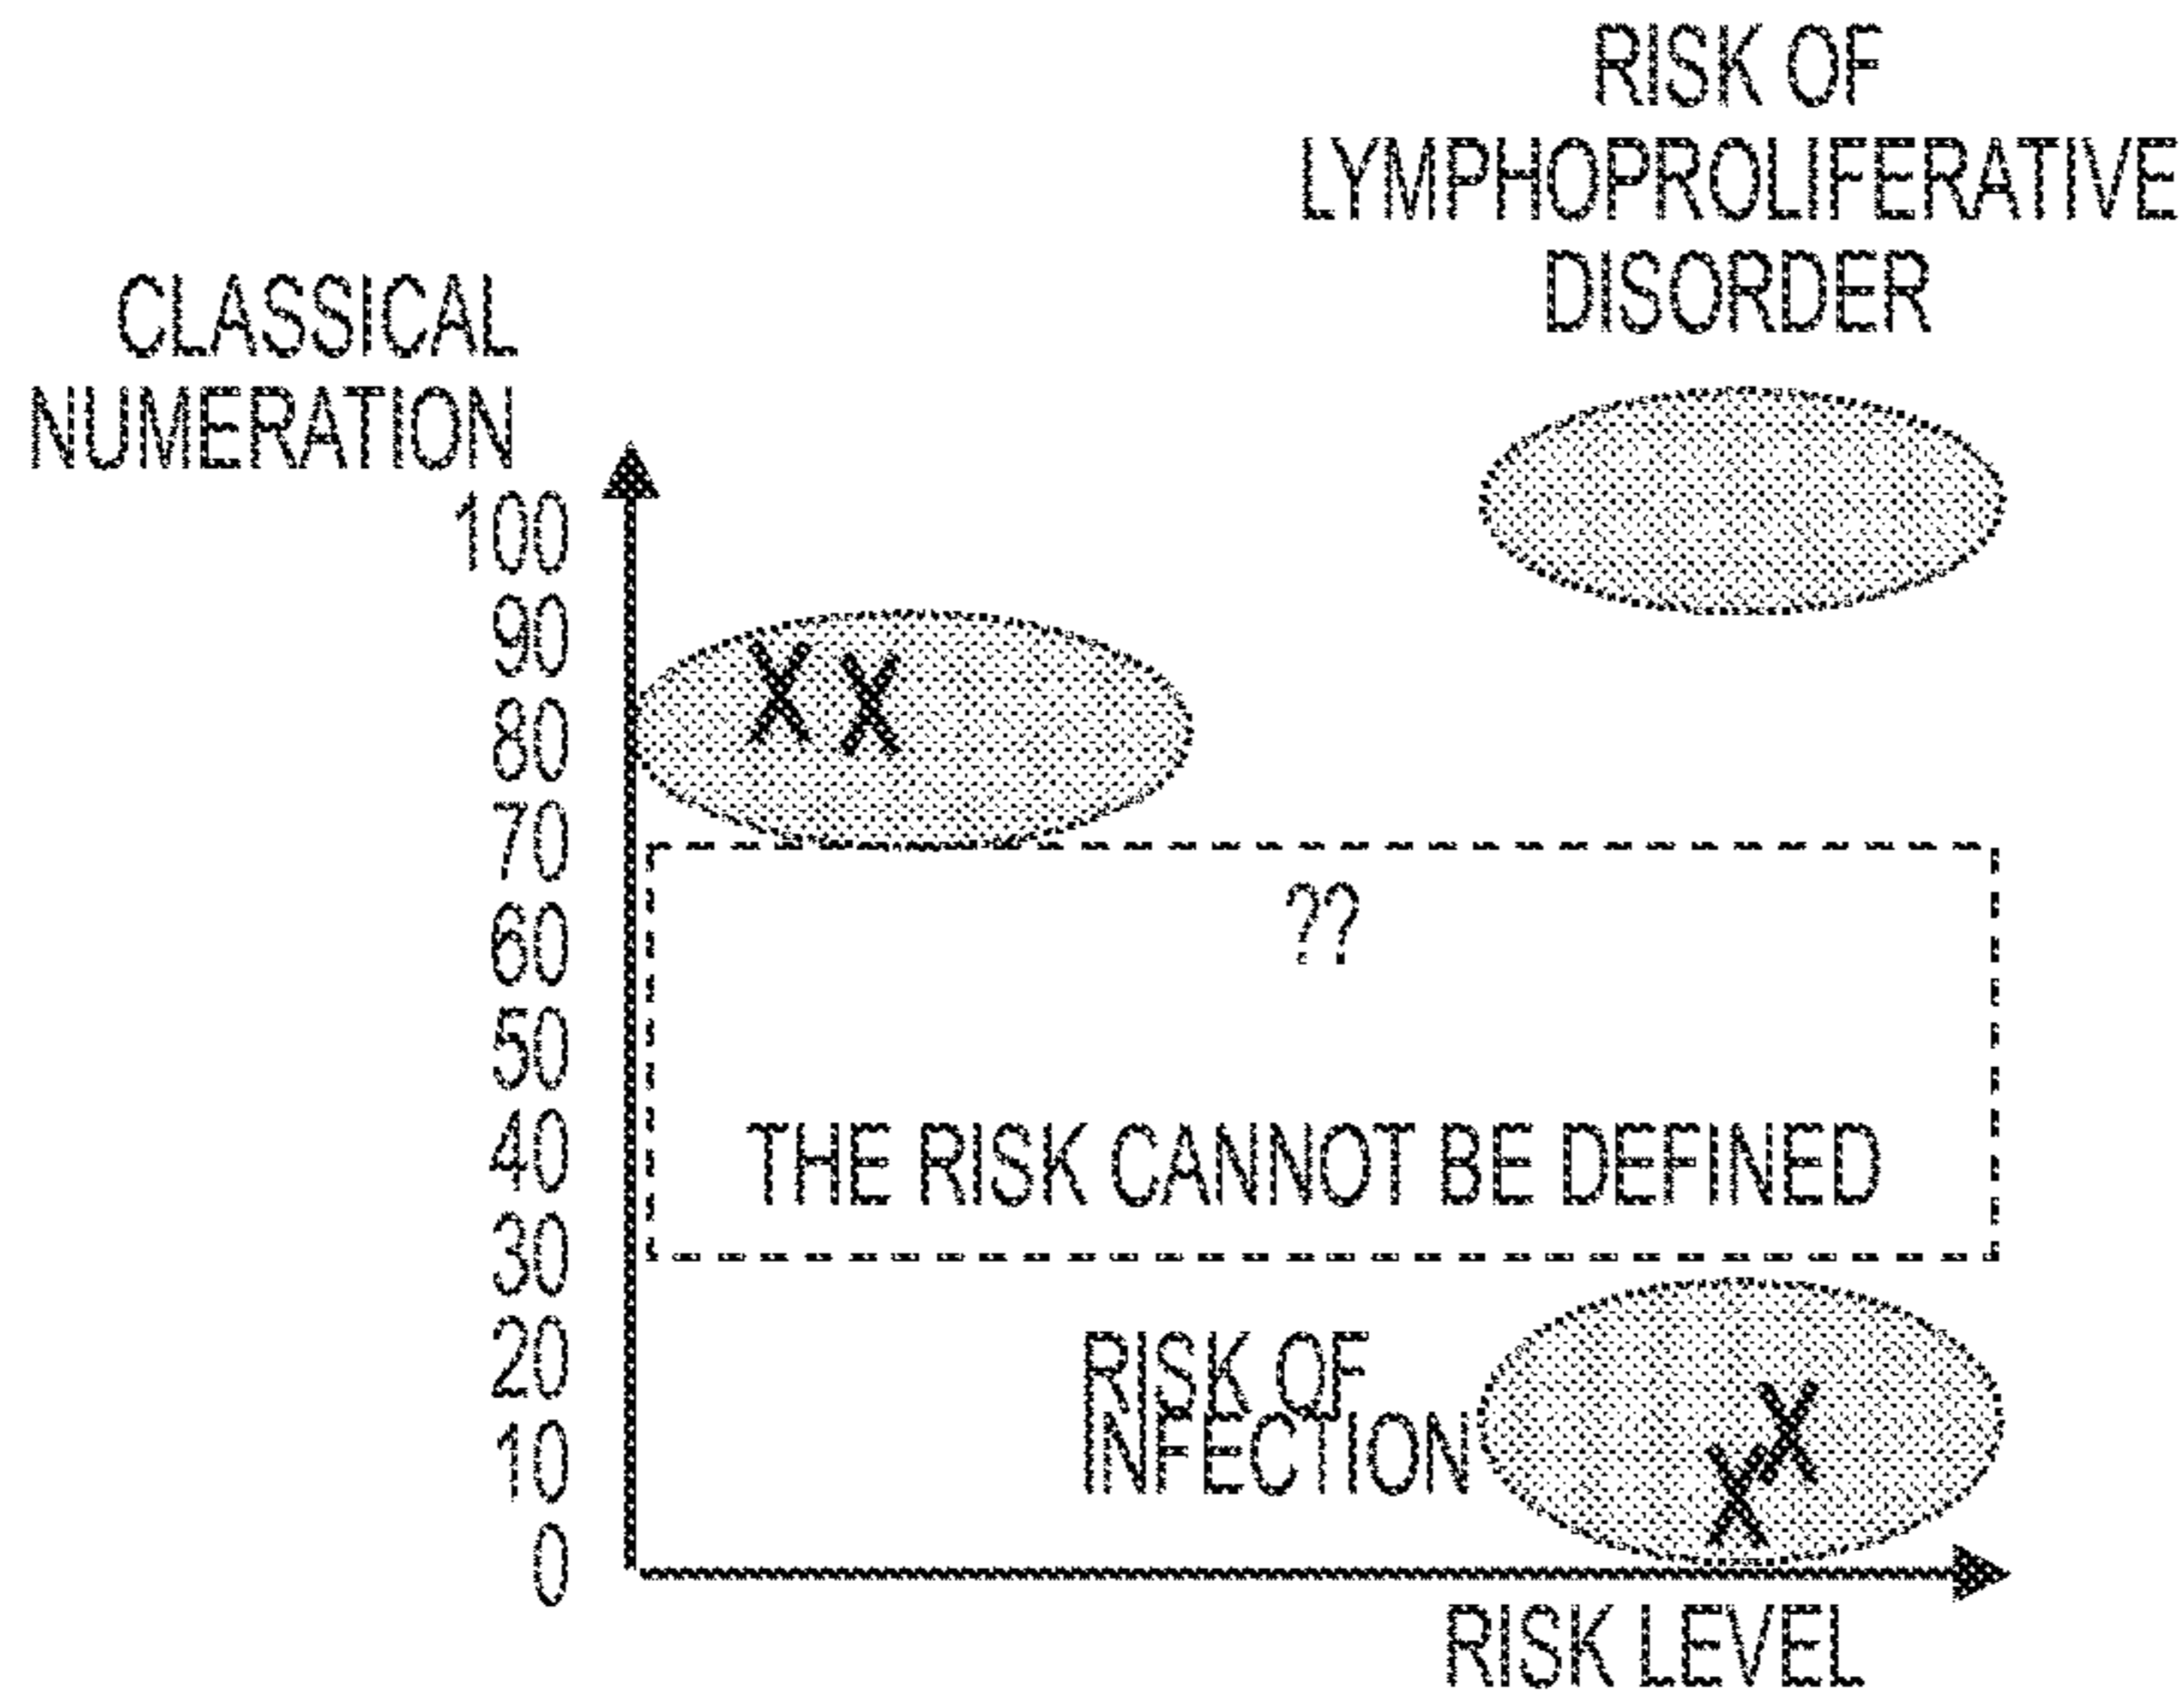 RISK OF
LYMPHOPROLIFERATIVE
DISORDER
CLASSICAL
NUMERATION
100
90
80
70
60
50
40
30
20
10
0
X X
??
THE RISK CANNOT BE DEFINED
RISK OF
INFECTION
X
X
RISK LEVEL